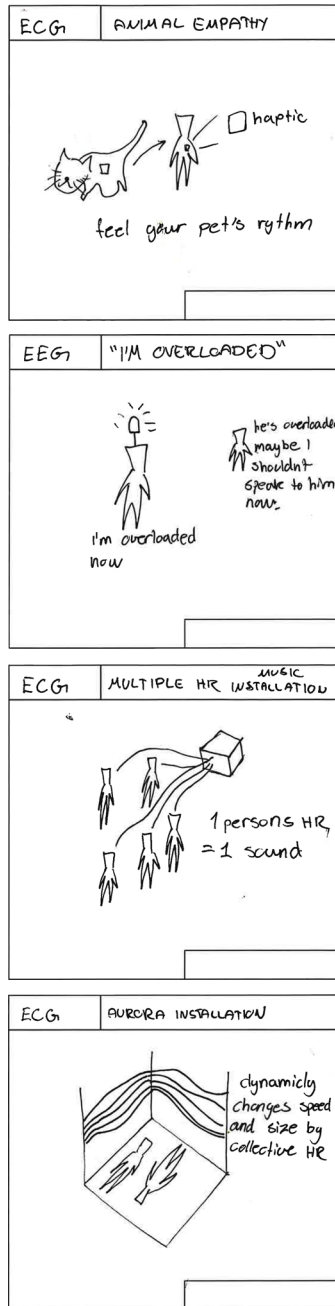 ECG
ANIMAL EMPATHY
haptic
feel your pet's rythm
EEG
"I'M OVERLOADED"
I'm overloaded
now
he's overloaded
maybe I
shouldn't
speak to him
now.
ECG
MUSIC
MULTIPLE HR INSTALLATION
1 persons HR,
= 1 sound
ECG
AURORA INSTALLATION
dynamicly
changes speed
and size by
collective HR